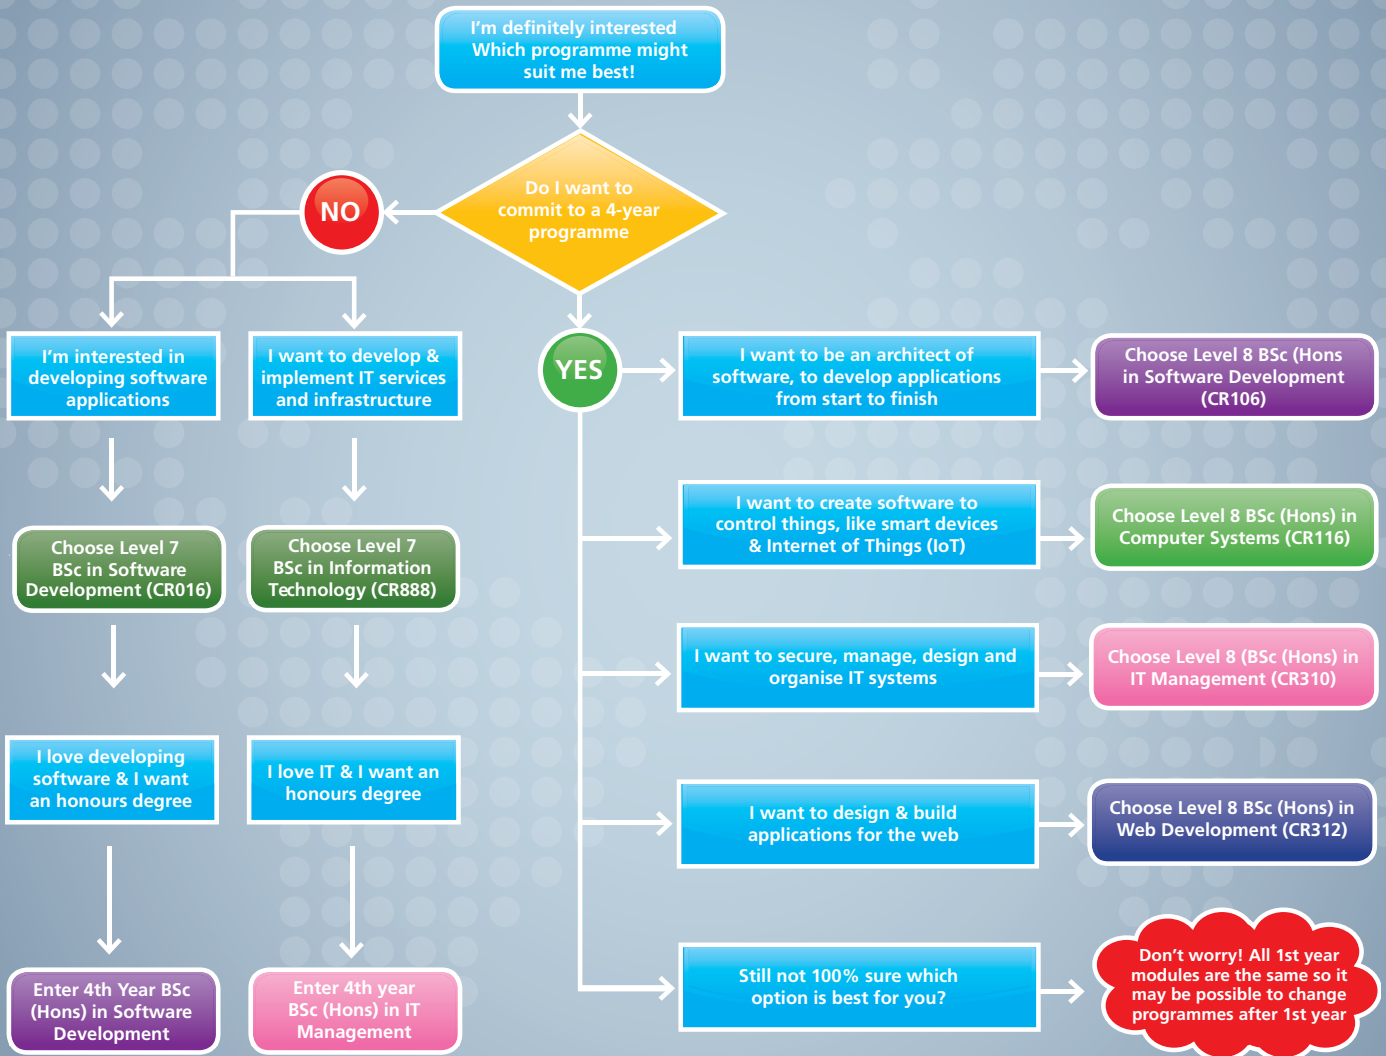 I'm definitely interested
Which programme might
suit me best!
Do I want to
commit to a 4-year
programme
NO
YES
I'm interested in
developing software
applications
I want to develop &
implement IT services
and infrastructure
I want to be an architect of
software, to develop applications
from start to finish
Choose Level 8 BSc (Hons
in Software Development
(CR106)
I want to create software to
control things, like smart devices
& Internet of Things (IoT)
Choose Level 8 BSc (Hons) in
Computer Systems (CR116)
Choose Level 7
BSc in Software
Development (CR016)
Choose Level 7
BSc in Information
Technology (CR888)
I want to secure, manage, design and
organise IT systems
Choose Level 8 (BSc (Hons) in
IT Management (CR310)
I love developing
software & I want
an honours degree
I love IT & I want an
honours degree
I want to design & build
applications for the web
Choose Level 8 BSc (Hons) in
Web Development (CR312)
Enter 4th Year BSc
(Hons) in Software
Development
Enter 4th year
BSc (Hons) in IT
Management
Still not 100% sure which
option is best for you?
Don't worry! All 1st year
modules are the same so it
may be possible to change
programmes after 1st year